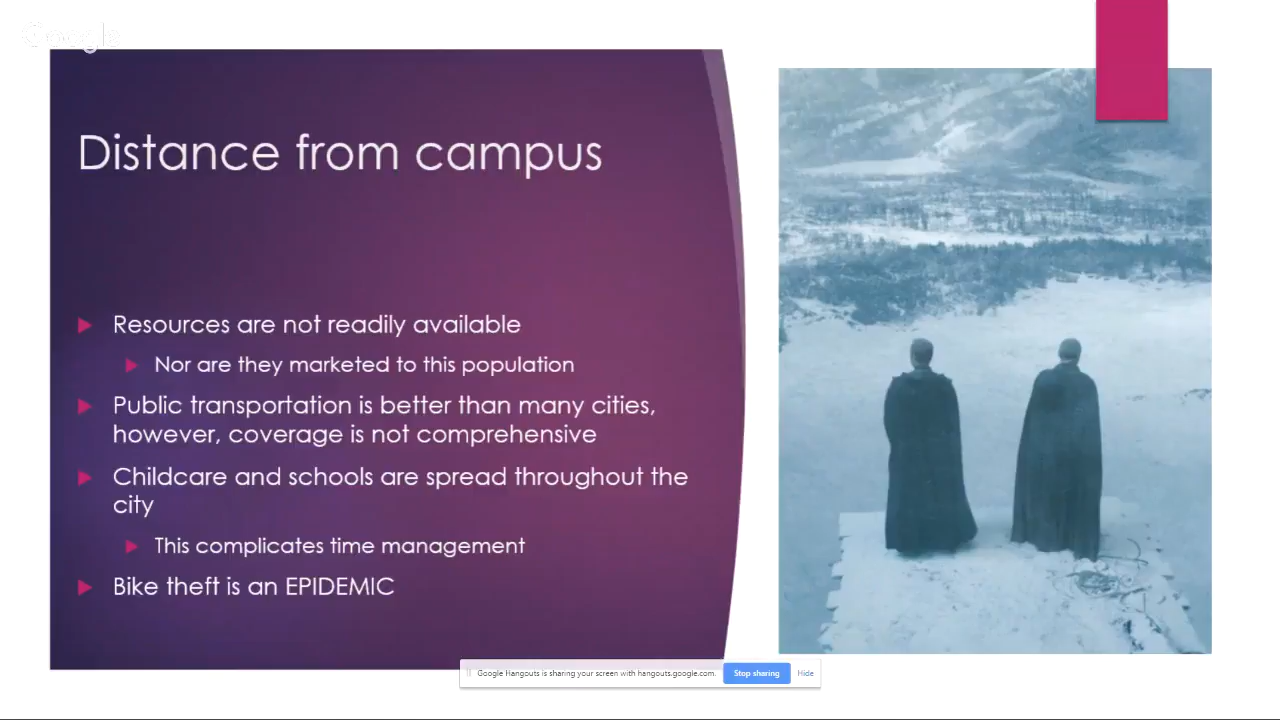 Google
Distance from campus
Resources are not readily available
Nor are they marketed to this population
Public transportation is better than many cities,
however, coverage is not comprehensive
Childcare and schools are spread throughout the
city
This complicates time management
Bike theft is an EPIDEMIC
Google Hangouts is sharing your screen with hangouts.google.com.
Stop sharing
Hide